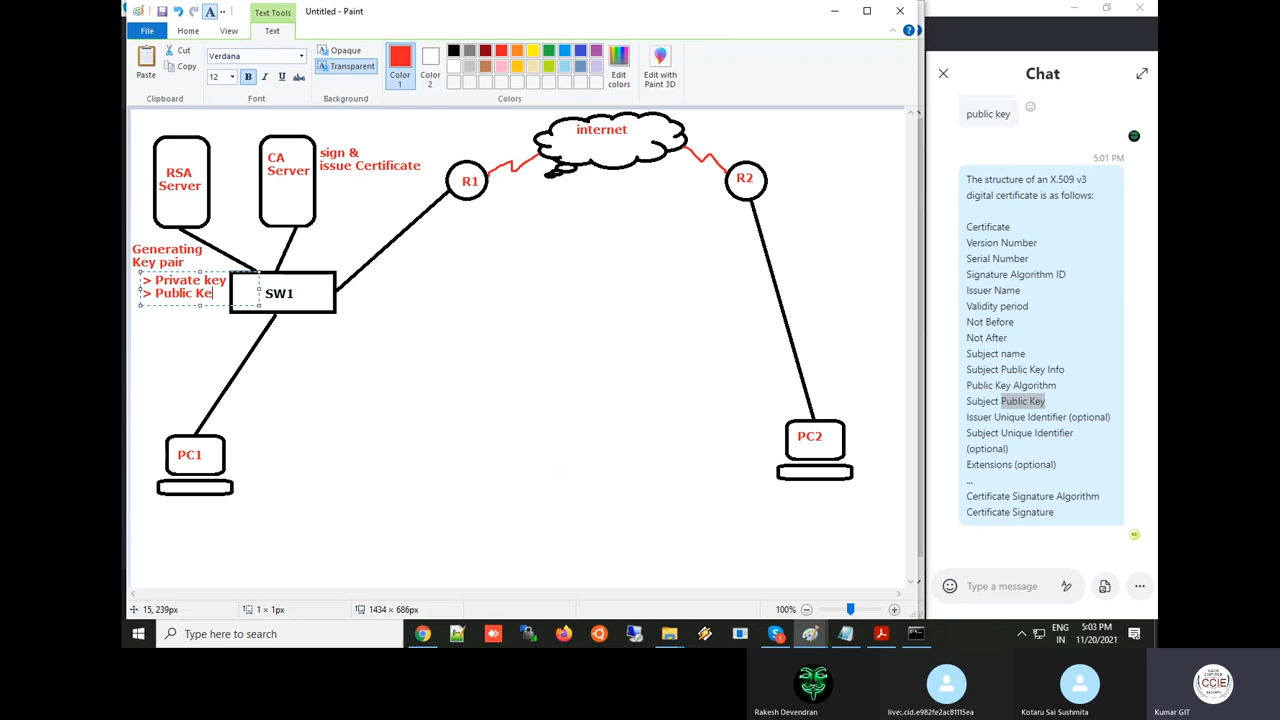 Text Tools
Untitled - Paint
File
Home
View
Text
Paste
Cut
Copy
Clipboard
Verdana
12
B
I
U
abc
Font
Opaque
Transparent
Background
Color
1
Color
2
Edit
colors
Edit with
Paint 3D
Colors
RSA
Server
CA
Server
sign &
issue Certificate
R1
internet
R2
Generating
Key pair
> Private key
> Public Ke
SW1
PC1
PC2
15, 239px
1 × 1px
1434 × 686px
100%
Chat
public key
5:01 PM
The structure of an X.509 v3
digital certificate is as follows:
Certificate
Version Number
Serial Number
Signature Algorithm ID
Issuer Name
Validity period
Not Before
Not After
Subject name
Subject Public Key Info
Public Key Algorithm
Subject Public Key
Issuer Unique Identifier (optional)
Subject Unique Identifier
(optional)
Extensions (optional)
...
Certificate Signature Algorithm
Certificate Signature
Type a message
Type here to search
ENG
IN
5:03 PM
11/20/2021
Rakesh Devendran
live:.cid.e982fe2ac81115ea
Kotaru Sai Sushmita
CCIE
Kumar GIT